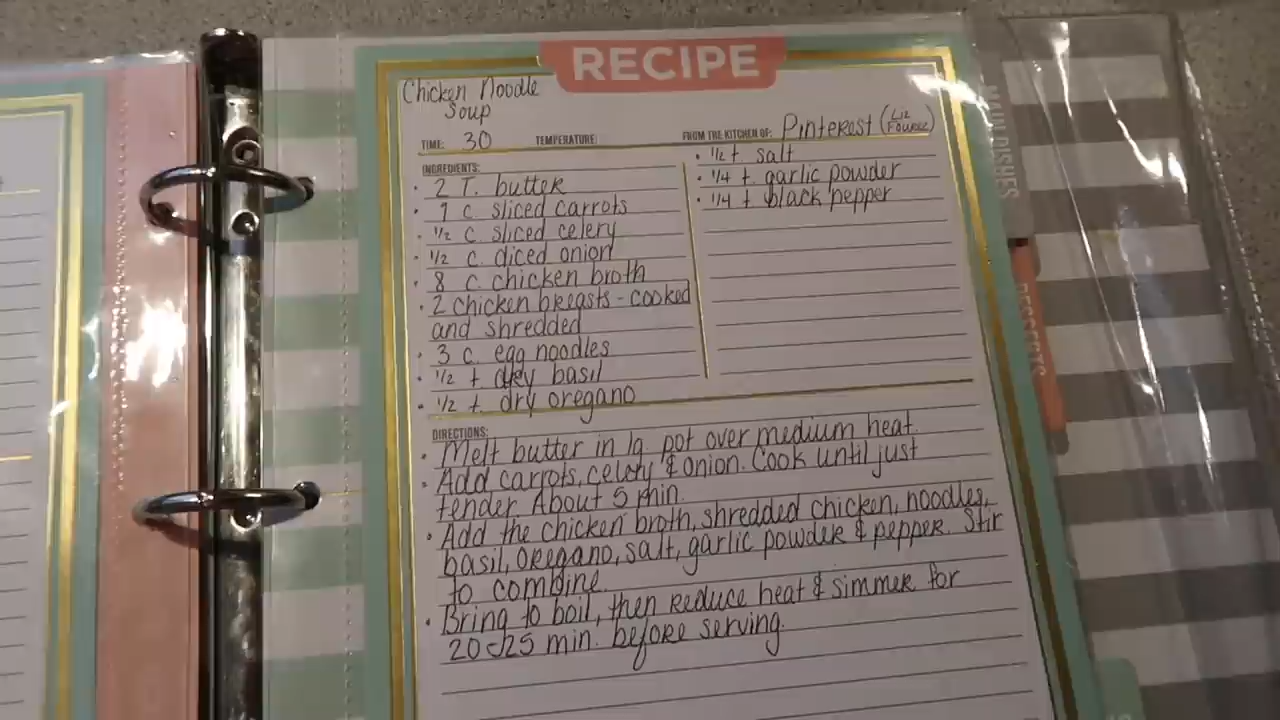 RECIPE
Chicken Noodle
Soup
TIME: 30
TEMPERATURE:
FROM THE KITCHEN OF: Pinterest (Liz Fourez)
INGREDIENTS:
• 2 T. butter
• 1 c. sliced carrots
• 1/2 c. sliced celery
• 1/2 c. diced onion
• 8 c. chicken broth
• 2 chicken breasts - cooked
and shredded
• 3 c. egg noodles
• 1/2 t. dry basil
• 1/2 t. dry oregano
• 1/2 t. salt
• 1/4 t. garlic powder
• 1/4 t. black pepper
DIRECTIONS:
• Melt butter in lg. pot over medium heat.
• Add carrots, celery & onion. Cook until just
tender. About 5 min.
• Add the chicken broth, shredded chicken, noodles,
basil, oregano, salt, garlic powder & pepper. Stir
to combine.
• Bring to boil, then reduce heat & simmer for
20-25 min. before serving.
MAIN DISHES
DESSERTS